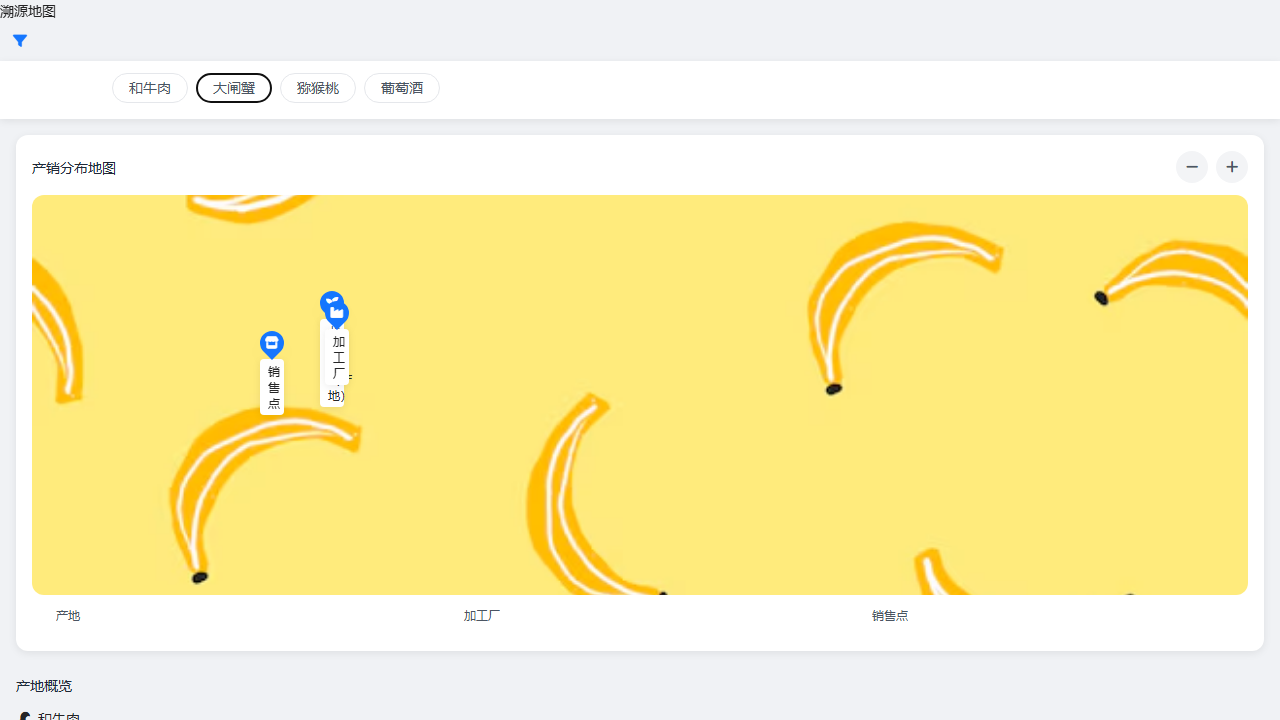 溯源地图
和牛肉
大闸蟹
猕猴桃
葡萄酒
产销分布地图
加
工
厂
地）
销
售
点
产地
加工厂
销售点
产地概览
和牛肉